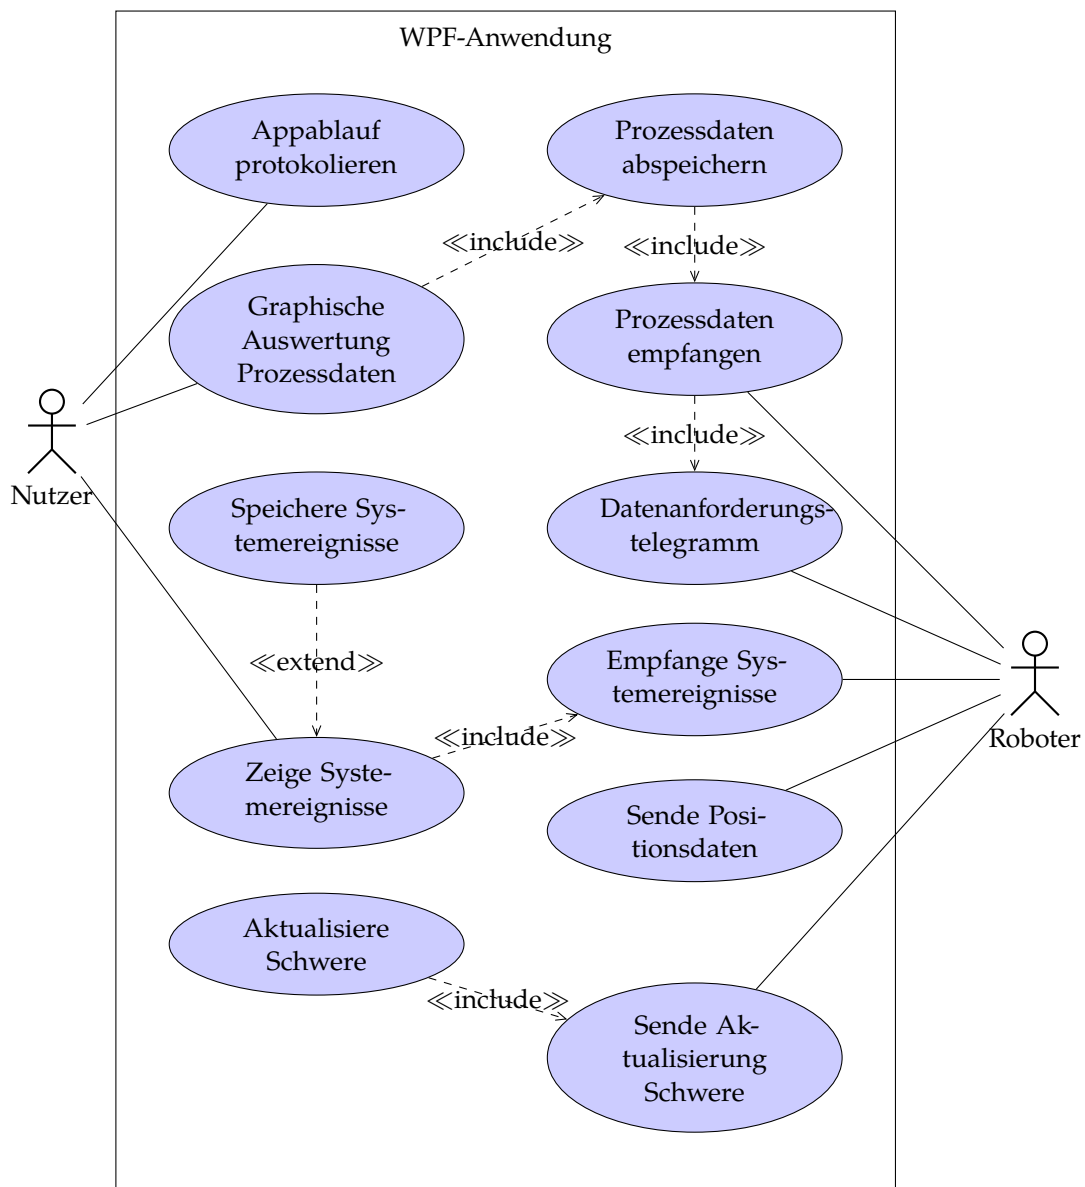 WPF-Anwendung
Appablauf
protokolieren
Prozessdaten
abspeichern
≪include≫
≪include≫
Graphische
Auswertung
Prozessdaten
Prozessdaten
empfangen
≪include≫
Nutzer
Speichere Sys-
temereignisse
Datenanforderungs-
telegramm
≪extend≫
Empfange Sys-
temereignisse
Roboter
≪include≫
Zeige Syste-
mereignisse
Sende Posi-
tionsdaten
Aktualisiere
Schwere
≪include≫
Sende Ak-
tualisierung
Schwere